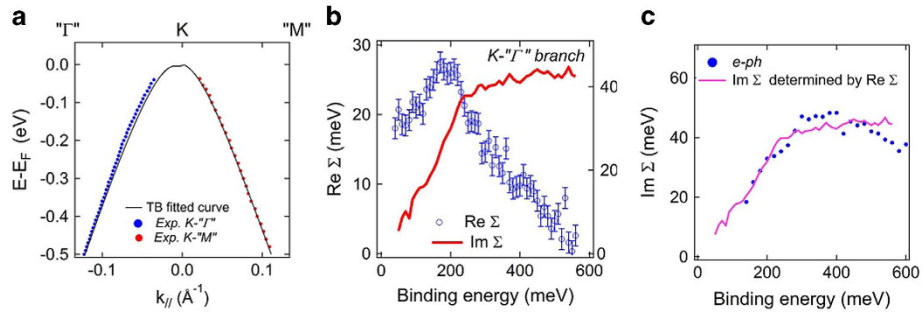 a
"Γ" K "M"
0.0
-0.1
-0.2
-0.3
-0.4
-0.5
E-E_F (eV)
TB fitted curve
Exp. K-"Γ"
Exp. K-"M"
-0.1 0.0 0.1
k_// (Å⁻¹)
b
K-"Γ" branch
30
20
10
0
Re Σ (meV)
40
20
0
Im Σ (meV)
Re Σ
Im Σ
0 200 400 600
Binding energy (meV)
c
e-ph
Im Σ determined by Re Σ
60
40
20
0
Im Σ (meV)
0 200 400 600
Binding energy (meV)